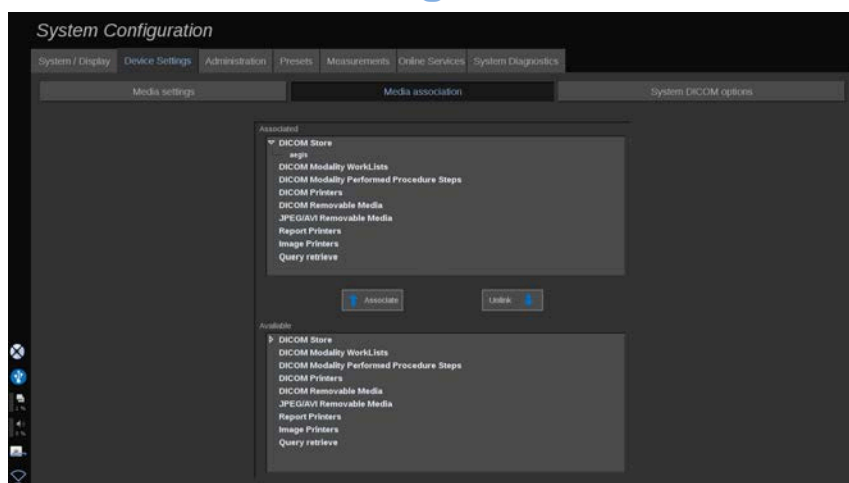 System Configuration
System / Display Device Settings Administration Presets Measurements Online Services System Diagnostics
Media settings Media association System DICOM options
Associated
DICOM Store
aegis
DICOM Modality WorkLists
DICOM Modality Performed Procedure Steps
DICOM Printers
DICOM Removable Media
JPEG/AVI Removable Media
Report Printers
Image Printers
Query retrieve
Associate Unlink
Available
DICOM Store
DICOM Modality WorkLists
DICOM Modality Performed Procedure Steps
DICOM Printers
DICOM Removable Media
JPEG/AVI Removable Media
Report Printers
Image Printers
Query retrieve